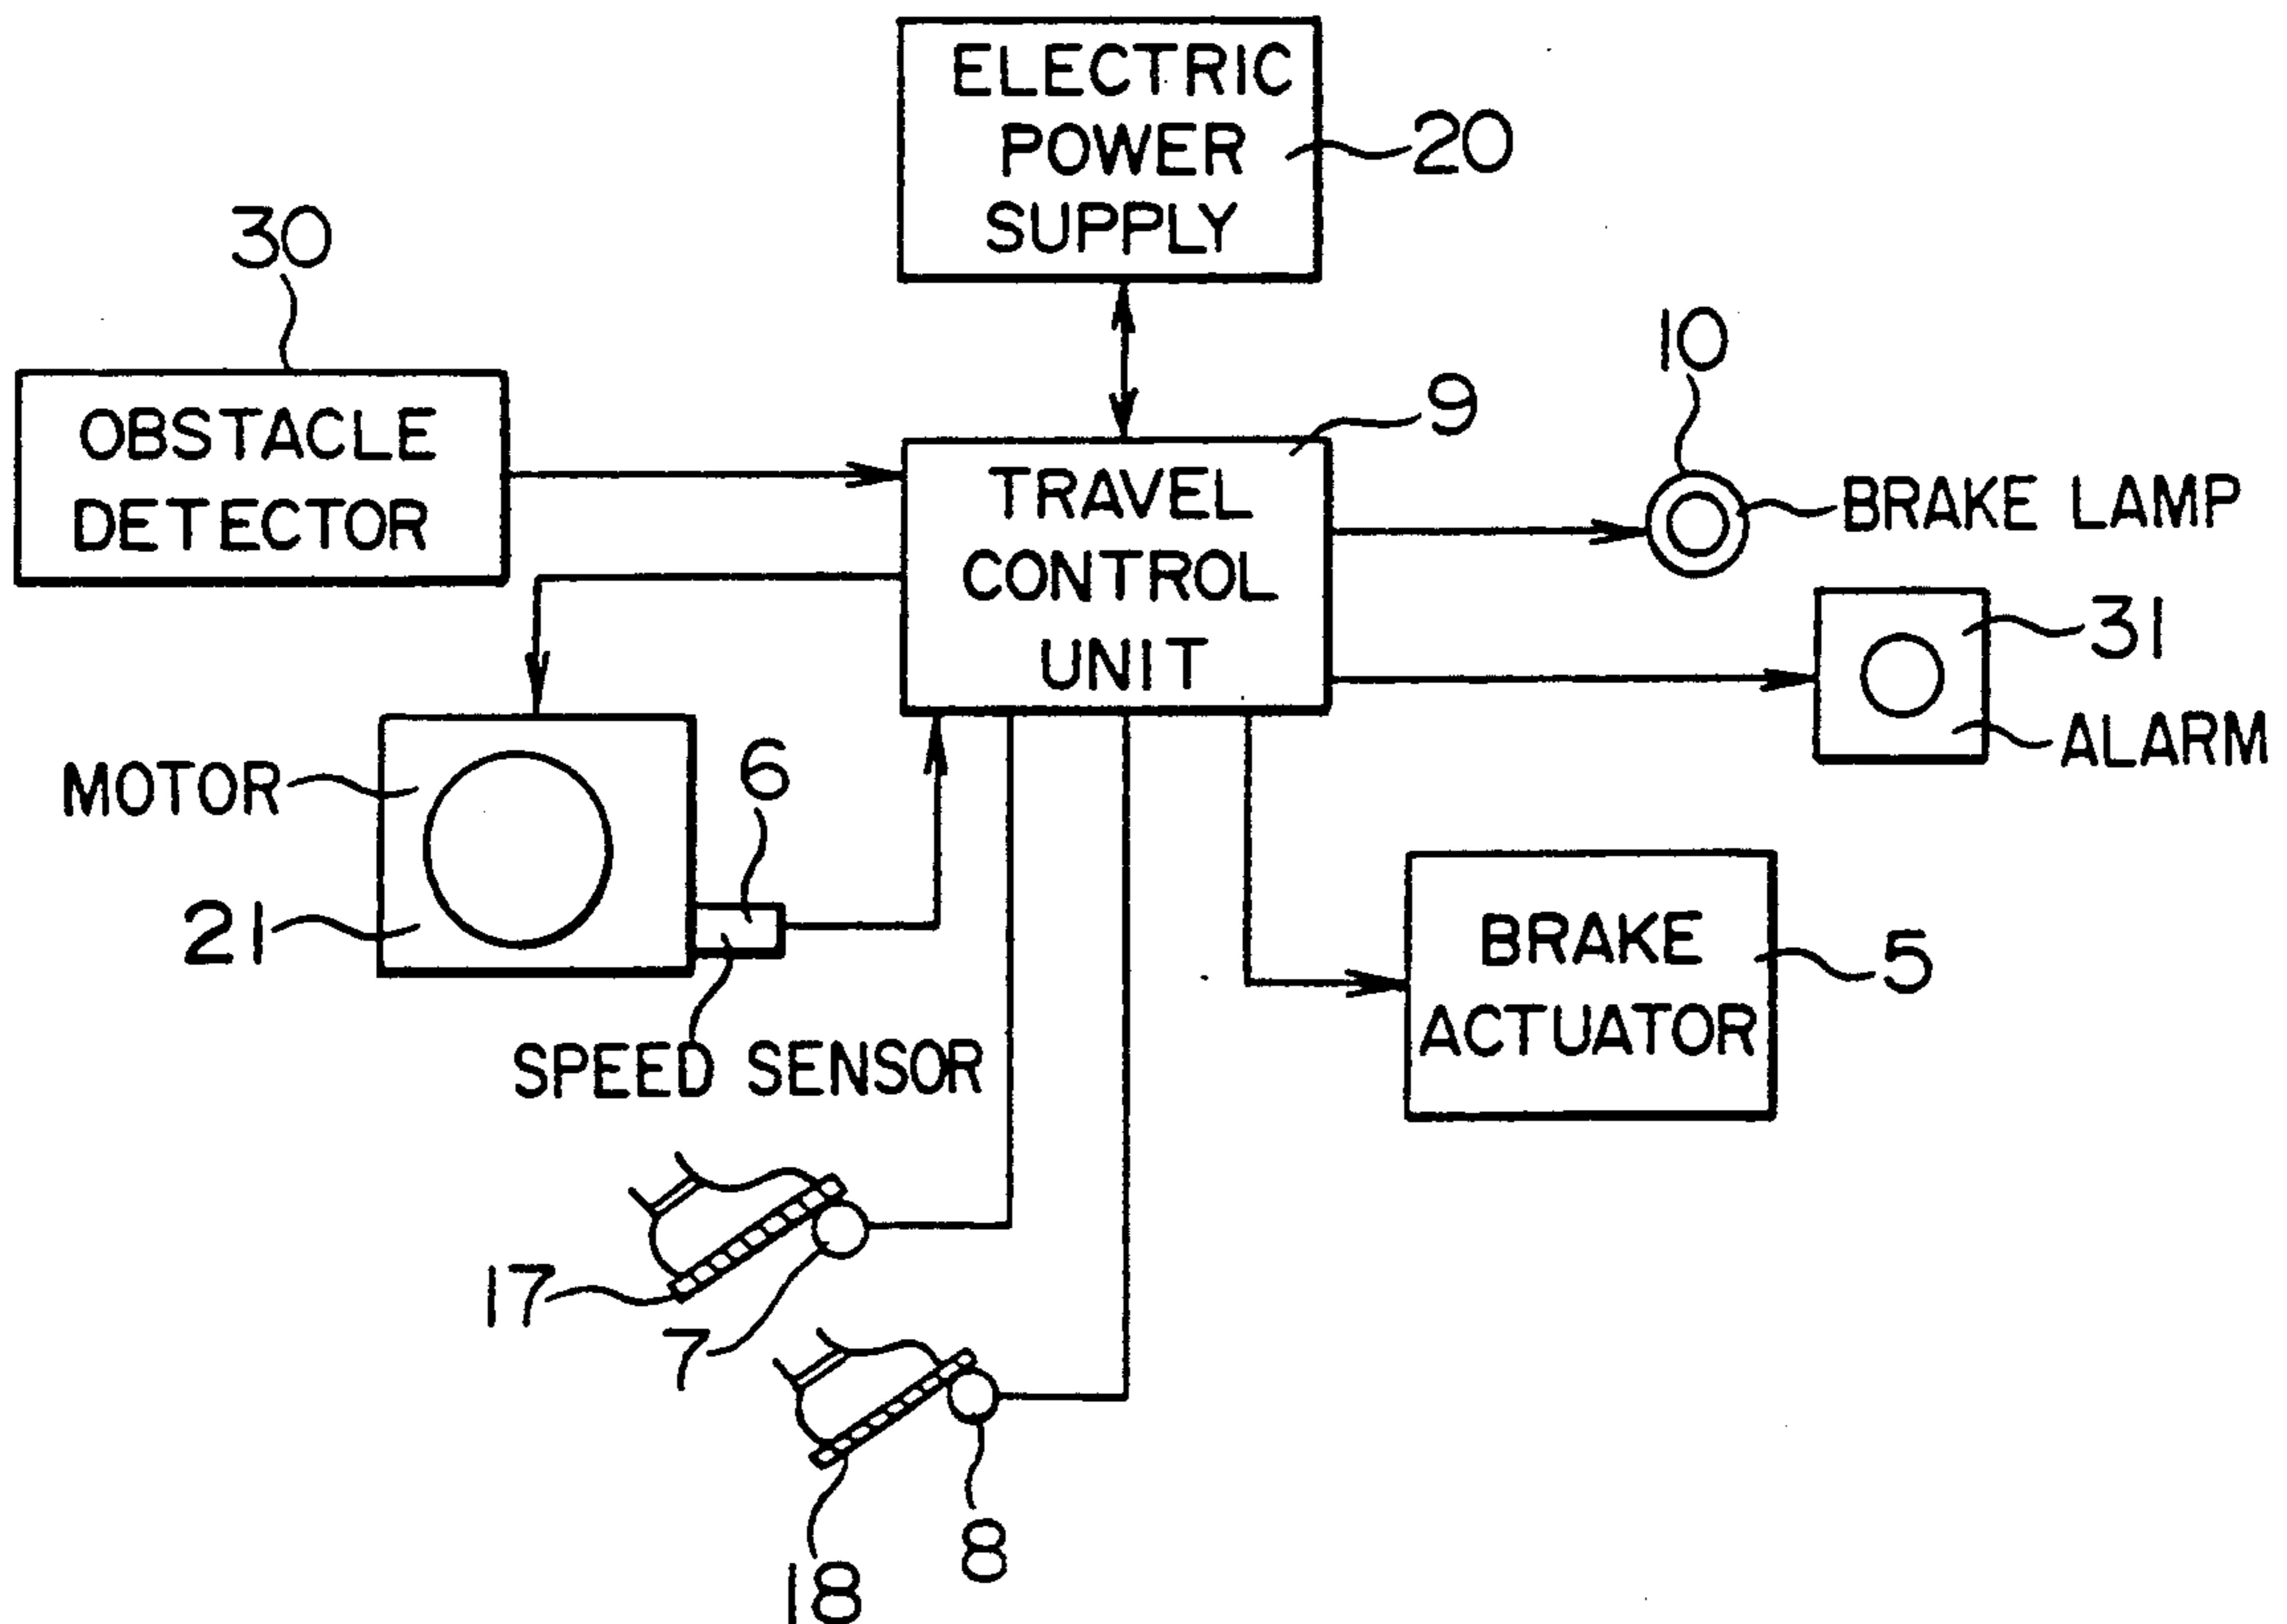 ELECTRIC
POWER
SUPPLY
20
30
OBSTACLE
DETECTOR
9
TRAVEL
CONTROL
UNIT
10
BRAKE LAMP
31
ALARM
MOTOR
21
6
SPEED SENSOR
BRAKE
ACTUATOR
5
17
7
18
8